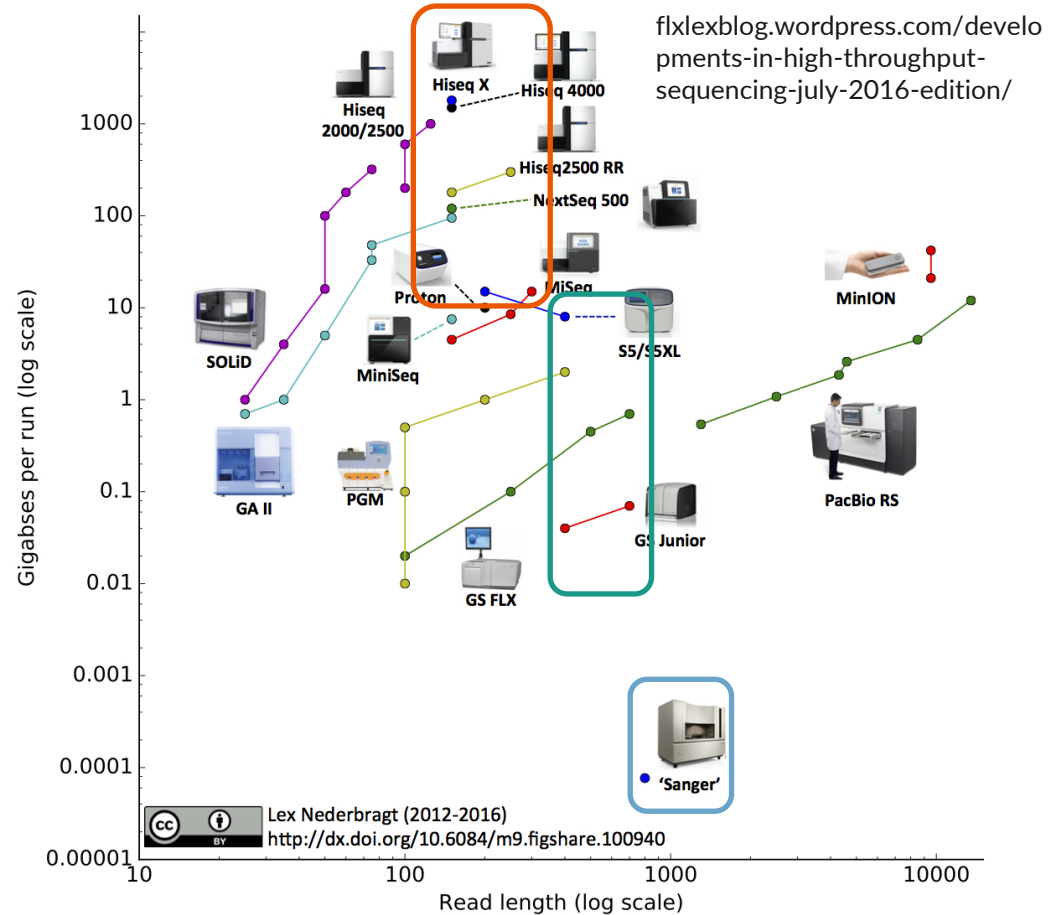 flxlexblog.wordpress.com/develo
pments-in-high-throughput-
sequencing-july-2016-edition/
Hiseq X
Hiseq 4000
Hiseq
2000/2500
Hiseq2500 RR
NextSeq 500
MiSeq
Proton
MinION
SOLiD
MiniSeq
S5/S5XL
GA II
PGM
PacBio RS
GS Junior
GS FLX
'Sanger'
Gigabses per run (log scale)
1000
100
10
1
0.1
0.01
0.001
0.0001
0.00001
cc
BY
Lex Nederbragt (2012-2016)
http://dx.doi.org/10.6084/m9.figshare.100940
10
100
1000
10000
Read length (log scale)